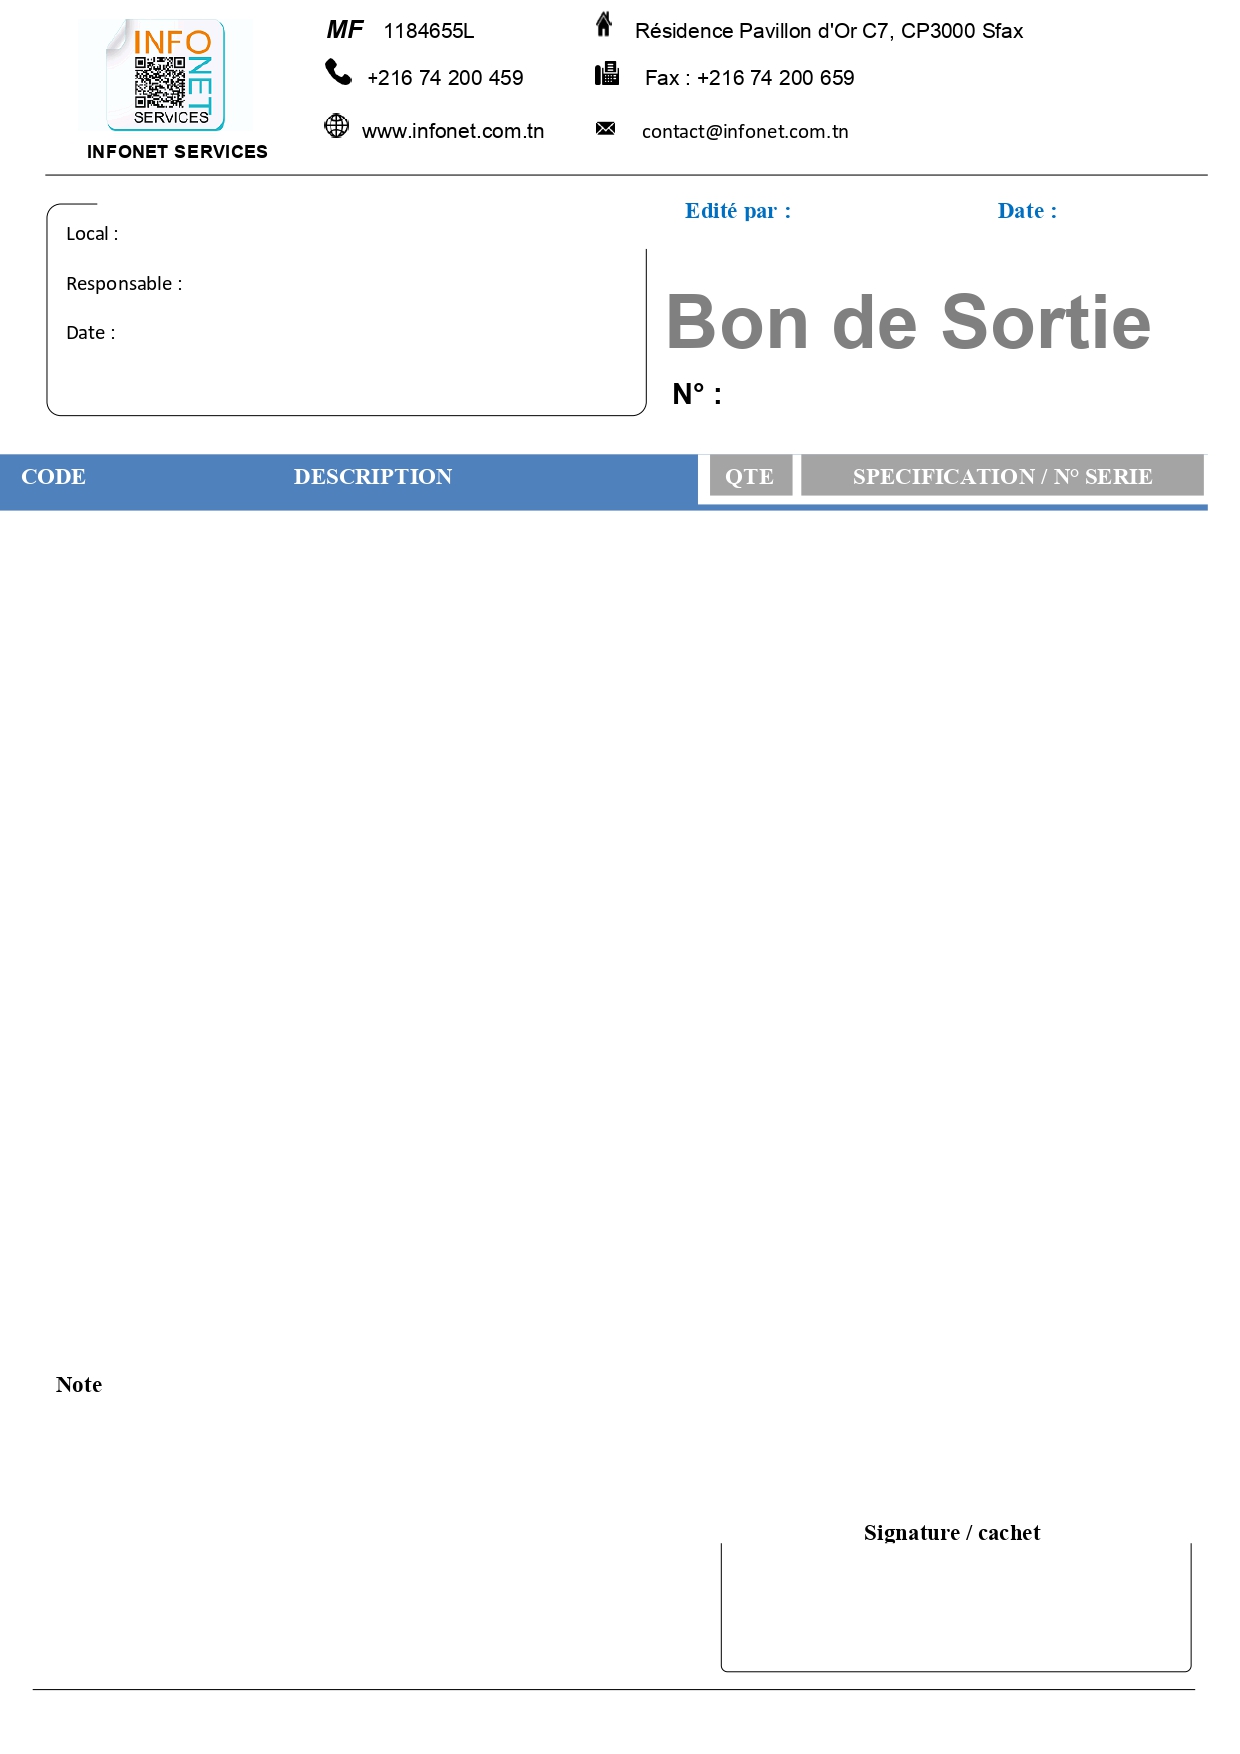 INFO
NET
SERVICES
INFONET SERVICES
MF 1184655L
Résidence Pavillon d'Or C7, CP3000 Sfax
+216 74 200 459
Fax : +216 74 200 659
www.infonet.com.tn
contact@infonet.com.tn
Edité par :
Date :
Local :
Responsable :
Date :
Bon de Sortie
N° :
CODE DESCRIPTION QTE SPECIFICATION / N° SERIE
Note
Signature / cachet